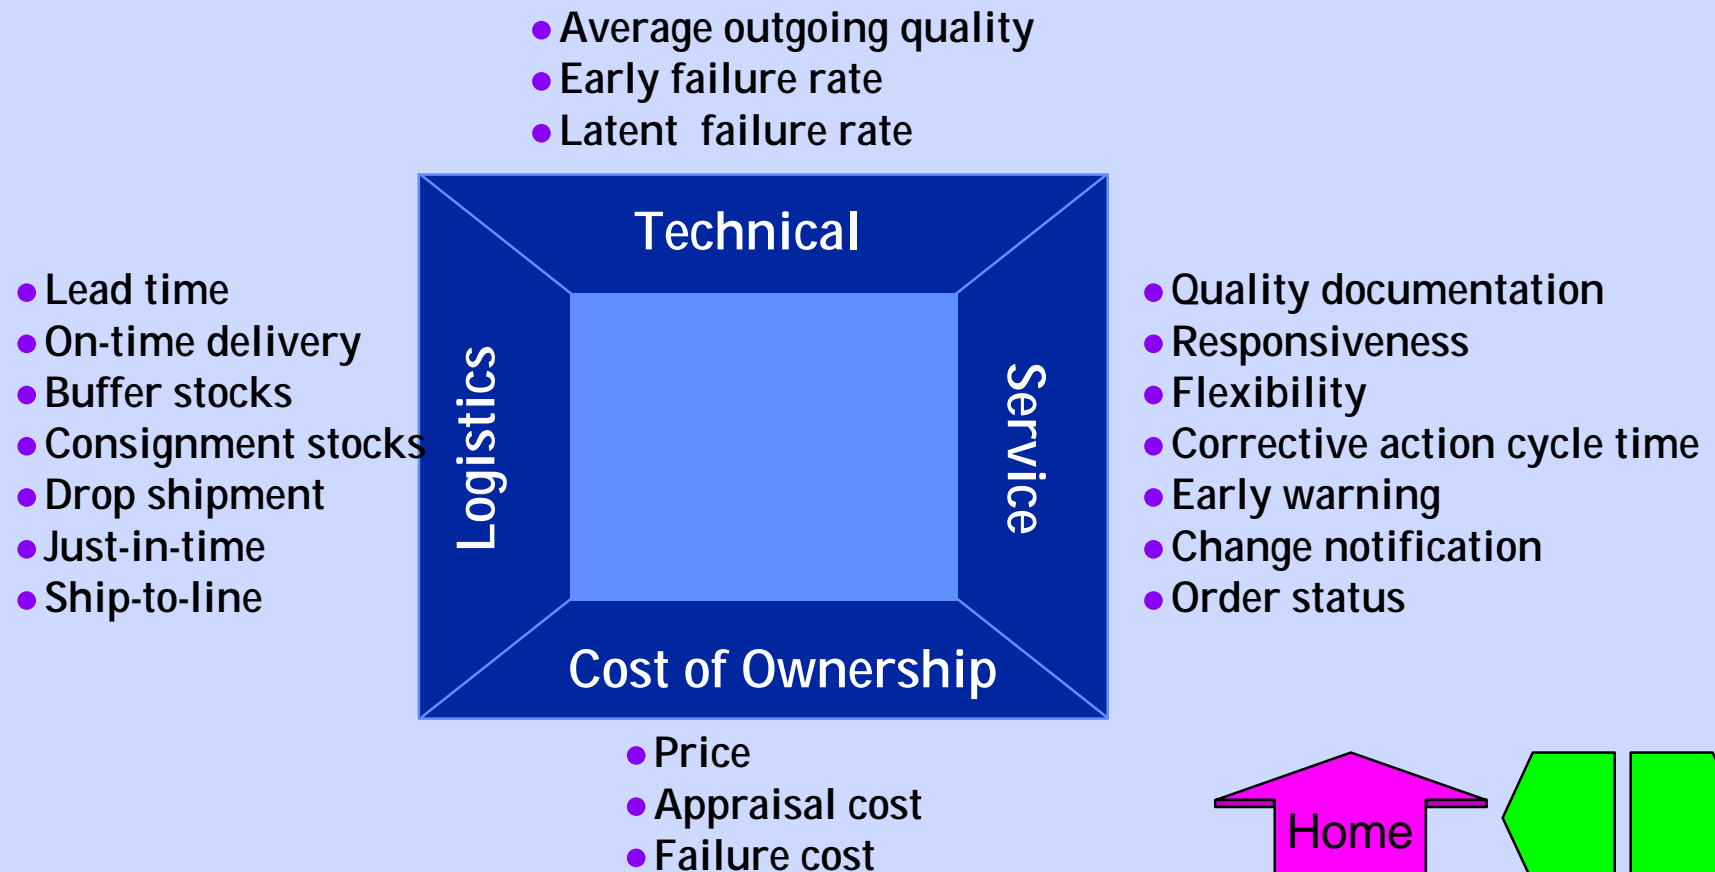 Average outgoing quality
Early failure rate
Latent failure rate
Technical
Lead time
On-time delivery
Buffer stocks
Consignment stocks
Drop shipment
Just-in-time
Ship-to-line
Logistics
Service
Quality documentation
Responsiveness
Flexibility
Corrective action cycle time
Early warning
Change notification
Order status
Cost of Ownership
Price
Appraisal cost
Failure cost
Home